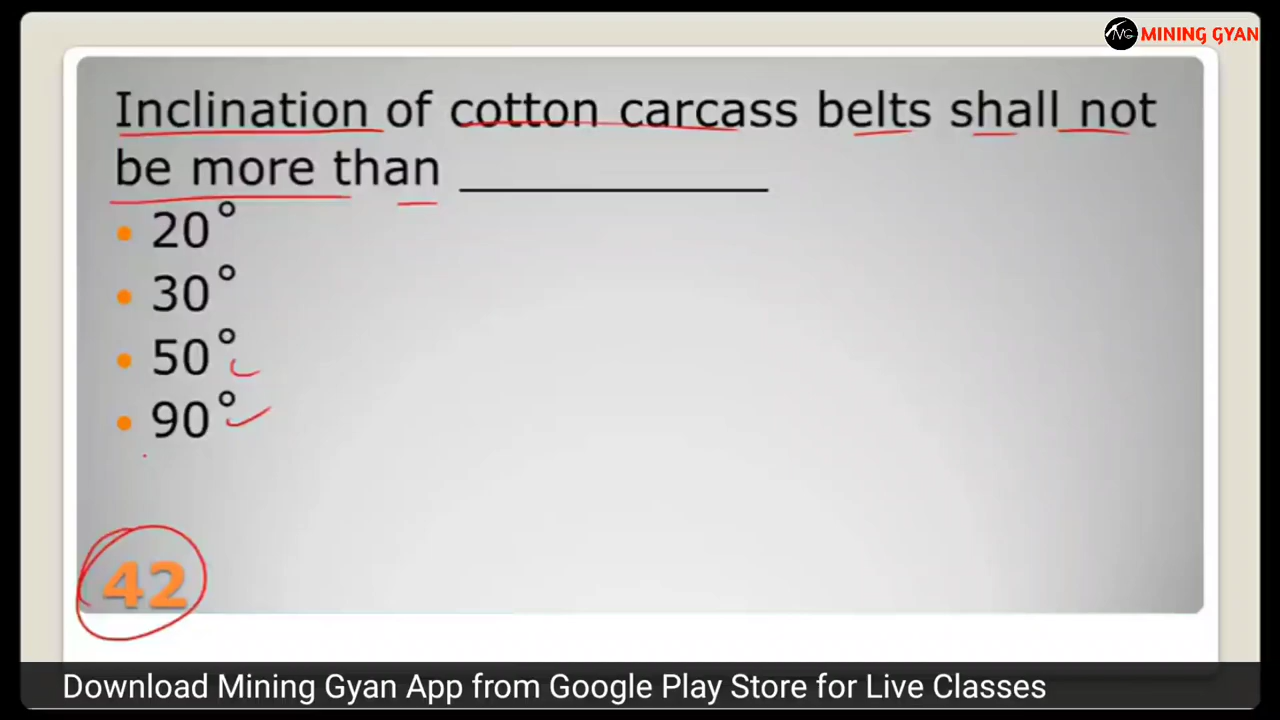 MINING GYAN
Inclination of cotton carcass belts shall not
be more than ______________
• 20°
• 30°
• 50°
• 90°
42
Download Mining Gyan App from Google Play Store for Live Classes